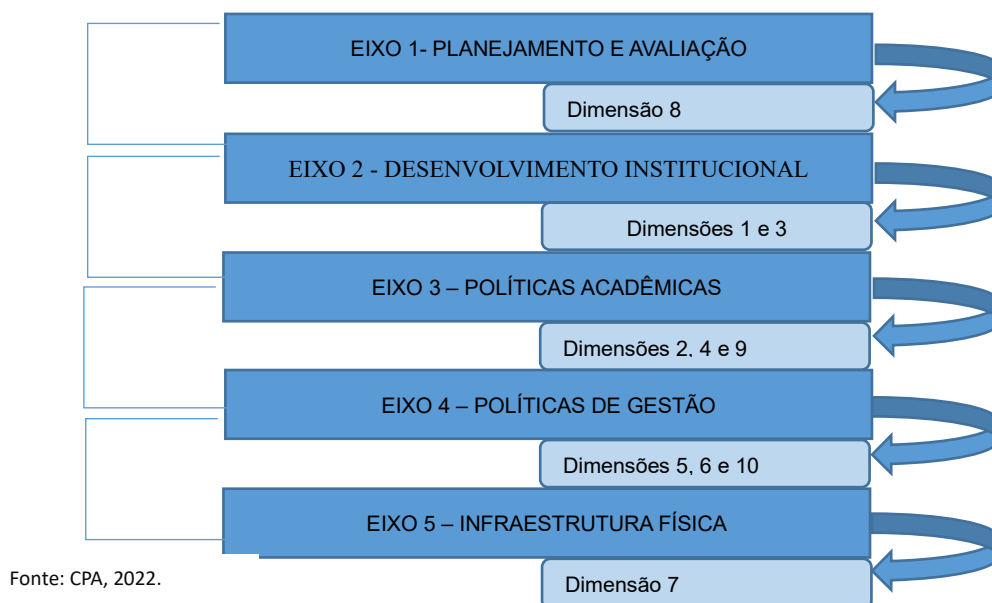 EIXO 1- PLANEJAMENTO E AVALIAÇÃO
Dimensão 8
EIXO 2 - DESENVOLVIMENTO INSTITUCIONAL
Dimensões 1 e 3
EIXO 3 – POLÍTICAS ACADÊMICAS
Dimensões 2, 4 e 9
EIXO 4 – POLÍTICAS DE GESTÃO
Dimensões 5, 6 e 10
EIXO 5 – INFRAESTRUTURA FÍSICA
Dimensão 7
Fonte: CPA, 2022.